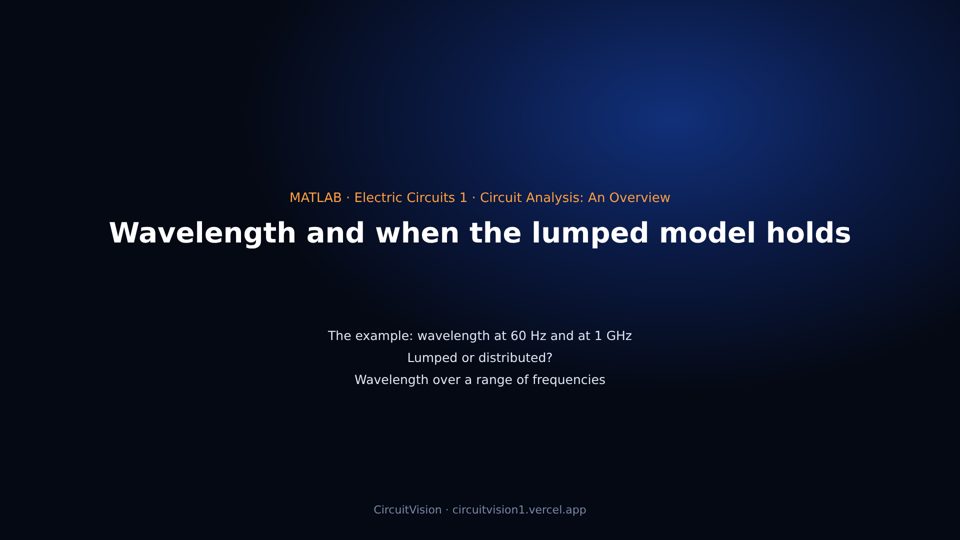 MATLAB · Electric Circuits 1 · Circuit Analysis: An Overview
Wavelength and when the lumped model holds
The example: wavelength at 60 Hz and at 1 GHz
Lumped or distributed?
Wavelength over a range of frequencies
CircuitVision · circuitvision1.vercel.app